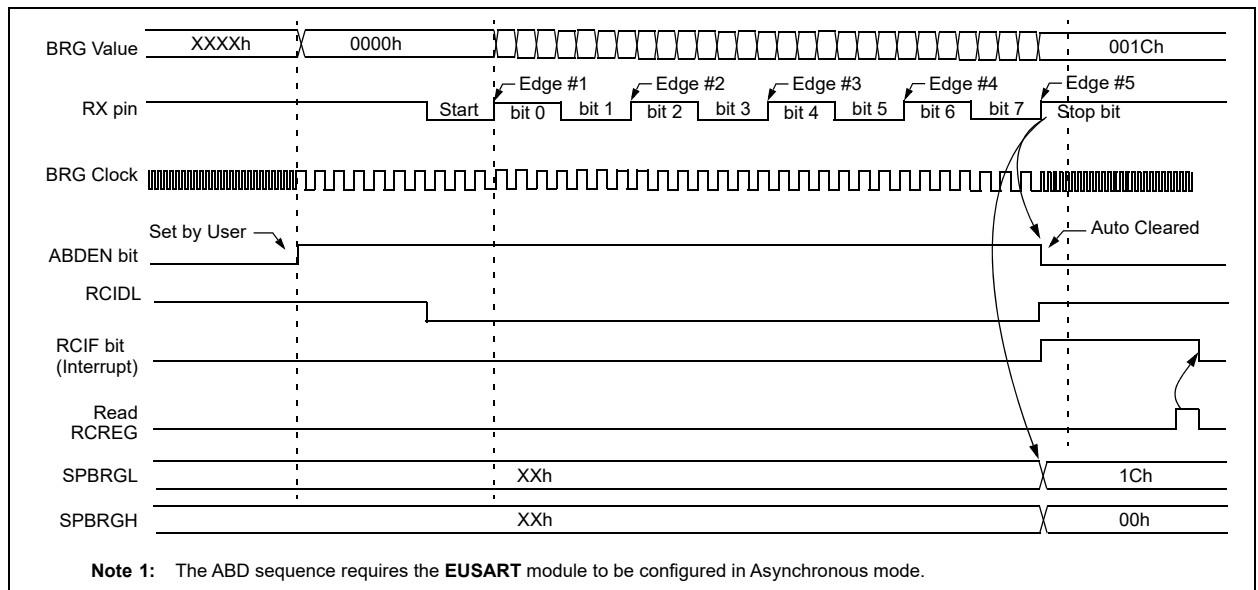 BRG Value XXXXh 0000h 001Ch
Edge #1 Edge #2 Edge #3 Edge #4 Edge #5
RX pin Start bit 0 bit 1 bit 2 bit 3 bit 4 bit 5 bit 6 bit 7 Stop bit
BRG Clock
Set by User Auto Cleared
ABDEN bit
RCIDL
RCIF bit
(Interrupt)
Read
RCREG
SPBRGL XXh 1Ch
SPBRGH XXh 00h
Note 1: The ABD sequence requires the EUSART module to be configured in Asynchronous mode.